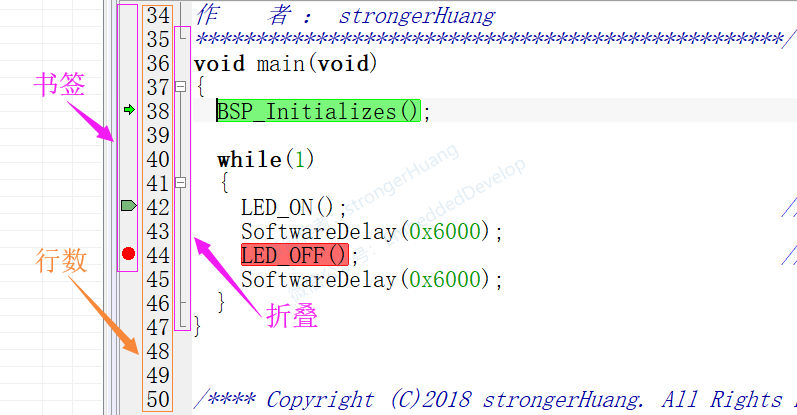 34 作 者 : strongerHuang
35 *************************************************/
36 void main(void)
37 {
38 BSP_Initializes();
39
40 while(1)
41 {
42 LED_ON(); //
43 SoftwareDelay(0x6000);
44 LED_OFF(); //
45 SoftwareDelay(0x6000);
46 }
47 }
48
49
50 /**** Copyright (C)2018 strongerHuang. All Rights
书签
行数
折叠
strongerHuang